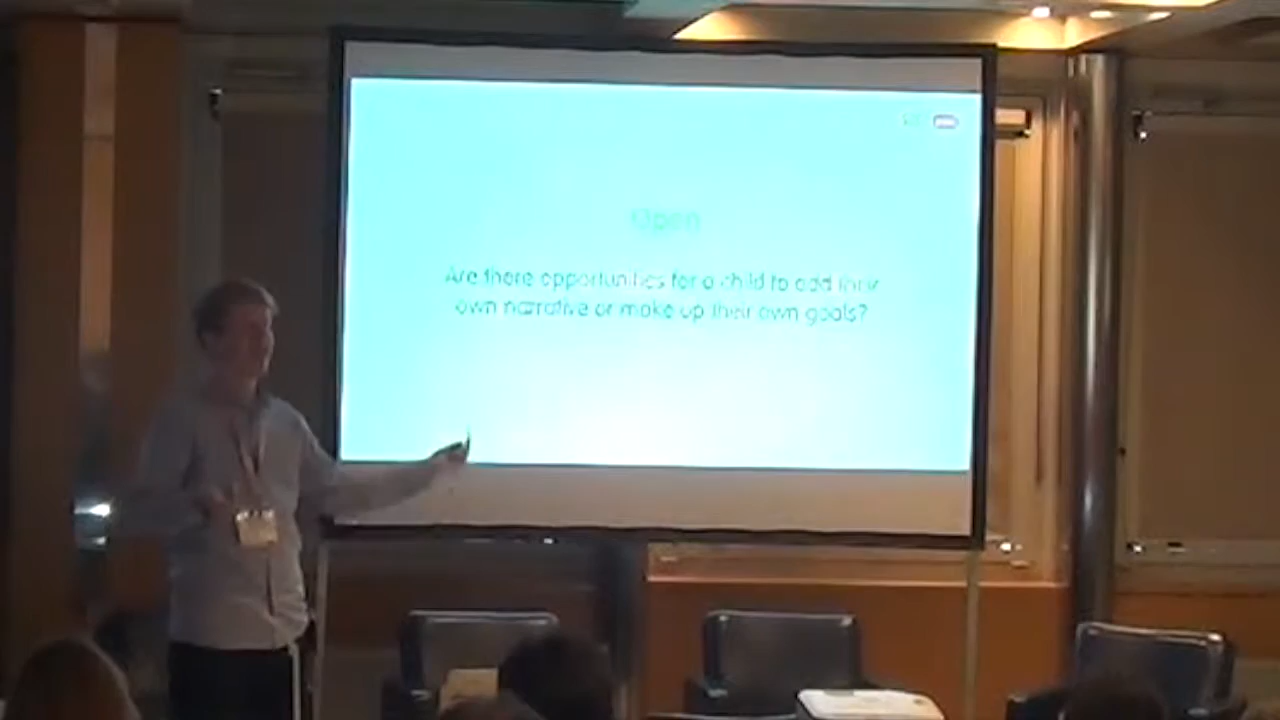 Open
Are there opportunities for a child to add their
own narrative or make up their own goals?